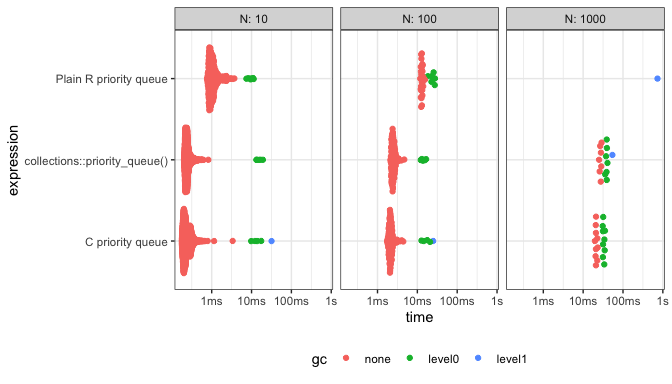 N: 10
N: 100
N: 1000
expression
Plain R priority queue
collections::priority_queue()
C priority queue
1ms 10ms 100ms 1s
1ms 10ms 100ms 1s
1ms 10ms 100ms 1s
time
gc none level0 level1